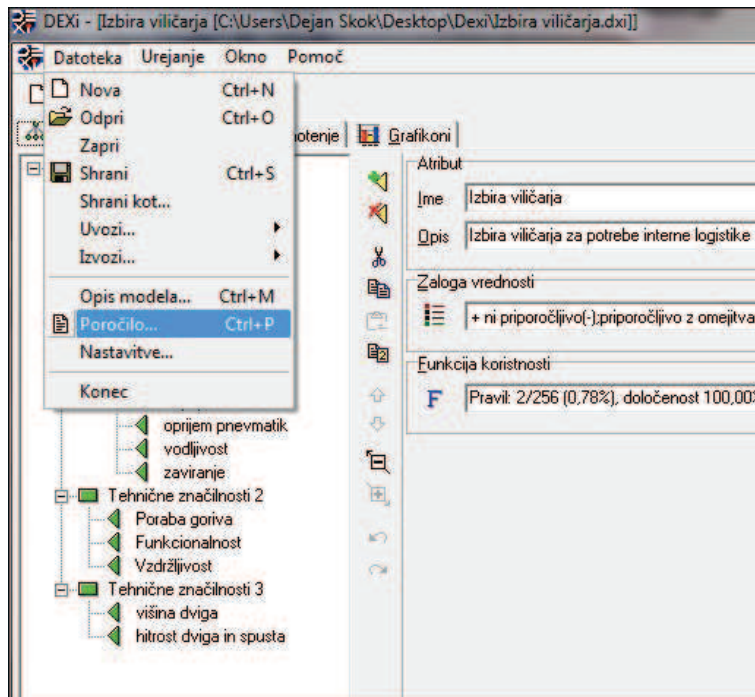 DEXi - [Izbira viličarja [C:\Users\Dejan Skok\Desktop\Dexi\Izbira viličarja.dxi]]
Datoteka Urejanje Okno Pomoč
Nova Ctrl+N
Odpri Ctrl+O
Zapri
Shrani Ctrl+S
Shrani kot...
Uvozi...
Izvozi...
Opis modela... Ctrl+M
Poročilo... Ctrl+P
Nastavitve...
Konec
Grafikoni
Atribut
Ime Izbira viličarja
Opis Izbira viličarja za potrebe interne logistike
Zaloga vrednosti
+ ni priporočljivo(-);priporočljivo z omejitva
Funkcija koristnosti
F Pravil: 2/256 (0,78%), določenost 100,00%
oprijem pnevmatik
vodljivost
zaviranje
Tehnične značilnosti 2
Poraba goriva
Funkcionalnost
Vzdržljivost
Tehnične značilnosti 3
višina dviga
hitrost dviga in spusta